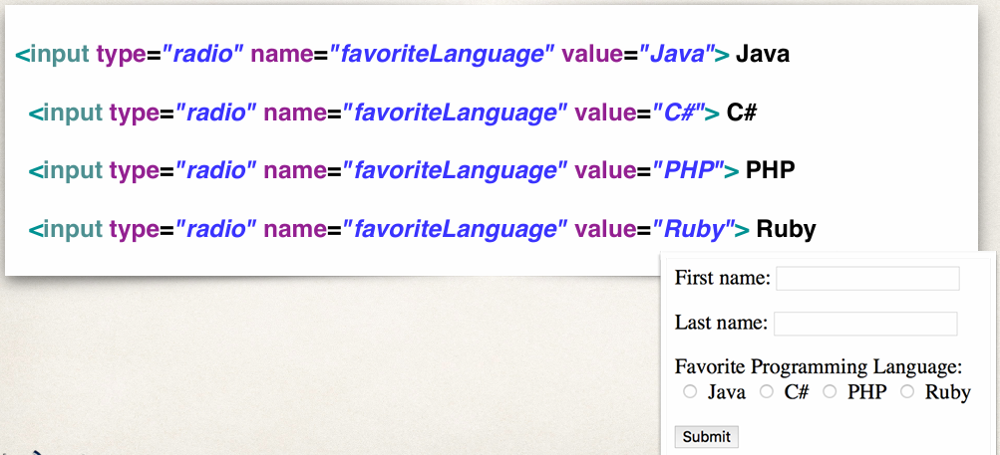 <input type="radio" name="favoriteLanguage" value="Java"> Java
<input type="radio" name="favoriteLanguage" value="C#"> C#
<input type="radio" name="favoriteLanguage" value="PHP"> PHP
<input type="radio" name="favoriteLanguage" value="Ruby"> Ruby
First name:
Last name:
Favorite Programming Language:
Java C# PHP Ruby
Submit